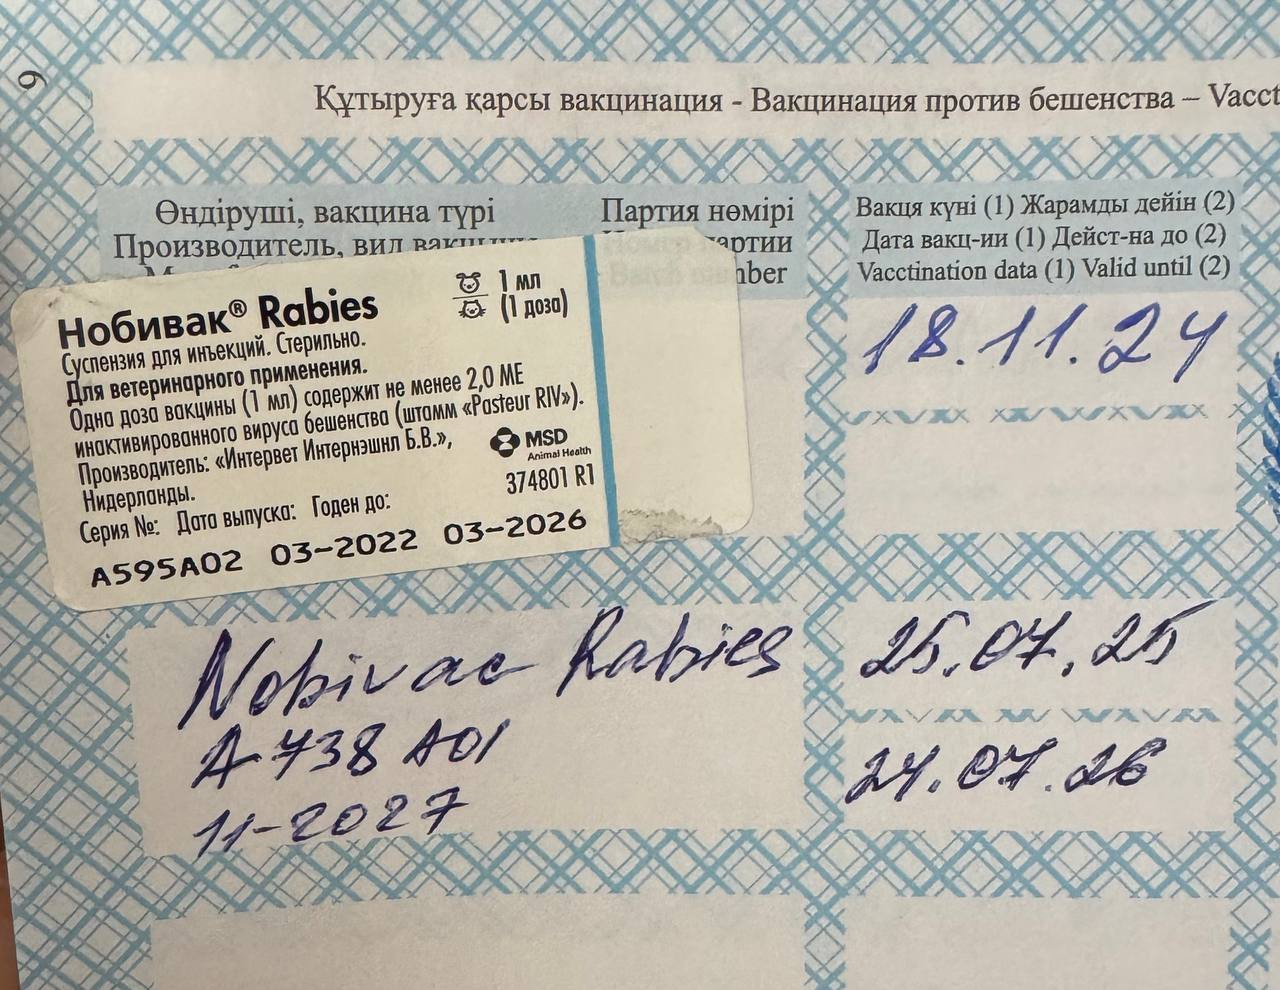 9
Құтыруға қарсы вакцинация - Вакцинация против бешенства – Vacct
Өндіруші, вакцина түрі
Производитель, вид вакцины
Партия нөмірі
Номер партии
Batch number
Вакця күні (1) Жарамды дейін (2)
Дата вакц-ии (1) Дейст-на до (2)
Vacctination data (1) Valid until (2)
Нобивак® Rabies
1 мл
(1 доза)
Суспензия для инъекций. Стерильно.
Для ветеринарного применения.
Одна доза вакцины (1 мл) содержит не менее 2,0 МЕ
инактивированного вируса бешенства (штамм «Pasteur RIV»).
Производитель: «Интервет Интернэшнл Б.В.»,
Нидерланды.
MSD
Animal Health
374801 R1
Серия №: Дата выпуска: Годен до:
A595A02 03-2022 03-2026
18.11.24
Nobivac Rabies
A738 A01
11-2027
25.07.25
24.07.26